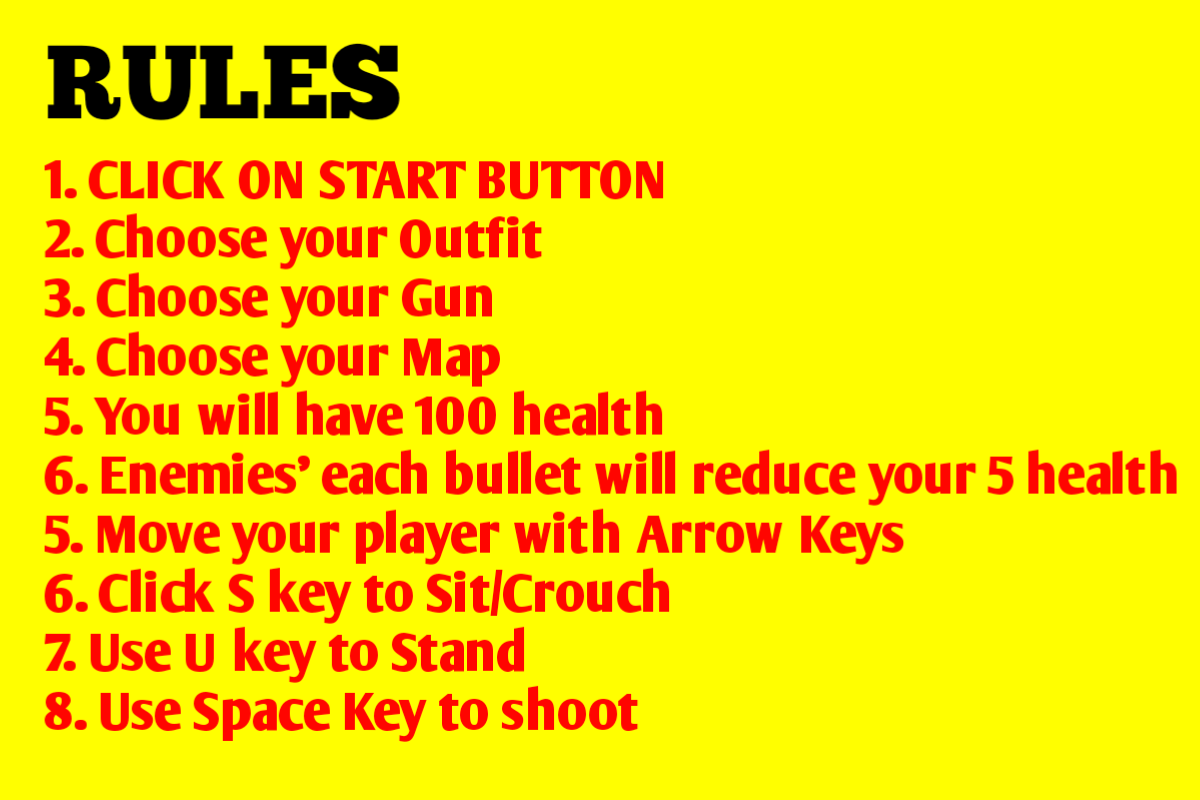 RULES
1. CLICK ON START BUTTON
2. Choose your Outfit
3. Choose your Gun
4. Choose your Map
5. You will have 100 health
6. Enemies’ each bullet will reduce your 5 health
5. Move your player with Arrow Keys
6. Click S key to Sit/Crouch
7. Use U key to Stand
8. Use Space Key to shoot